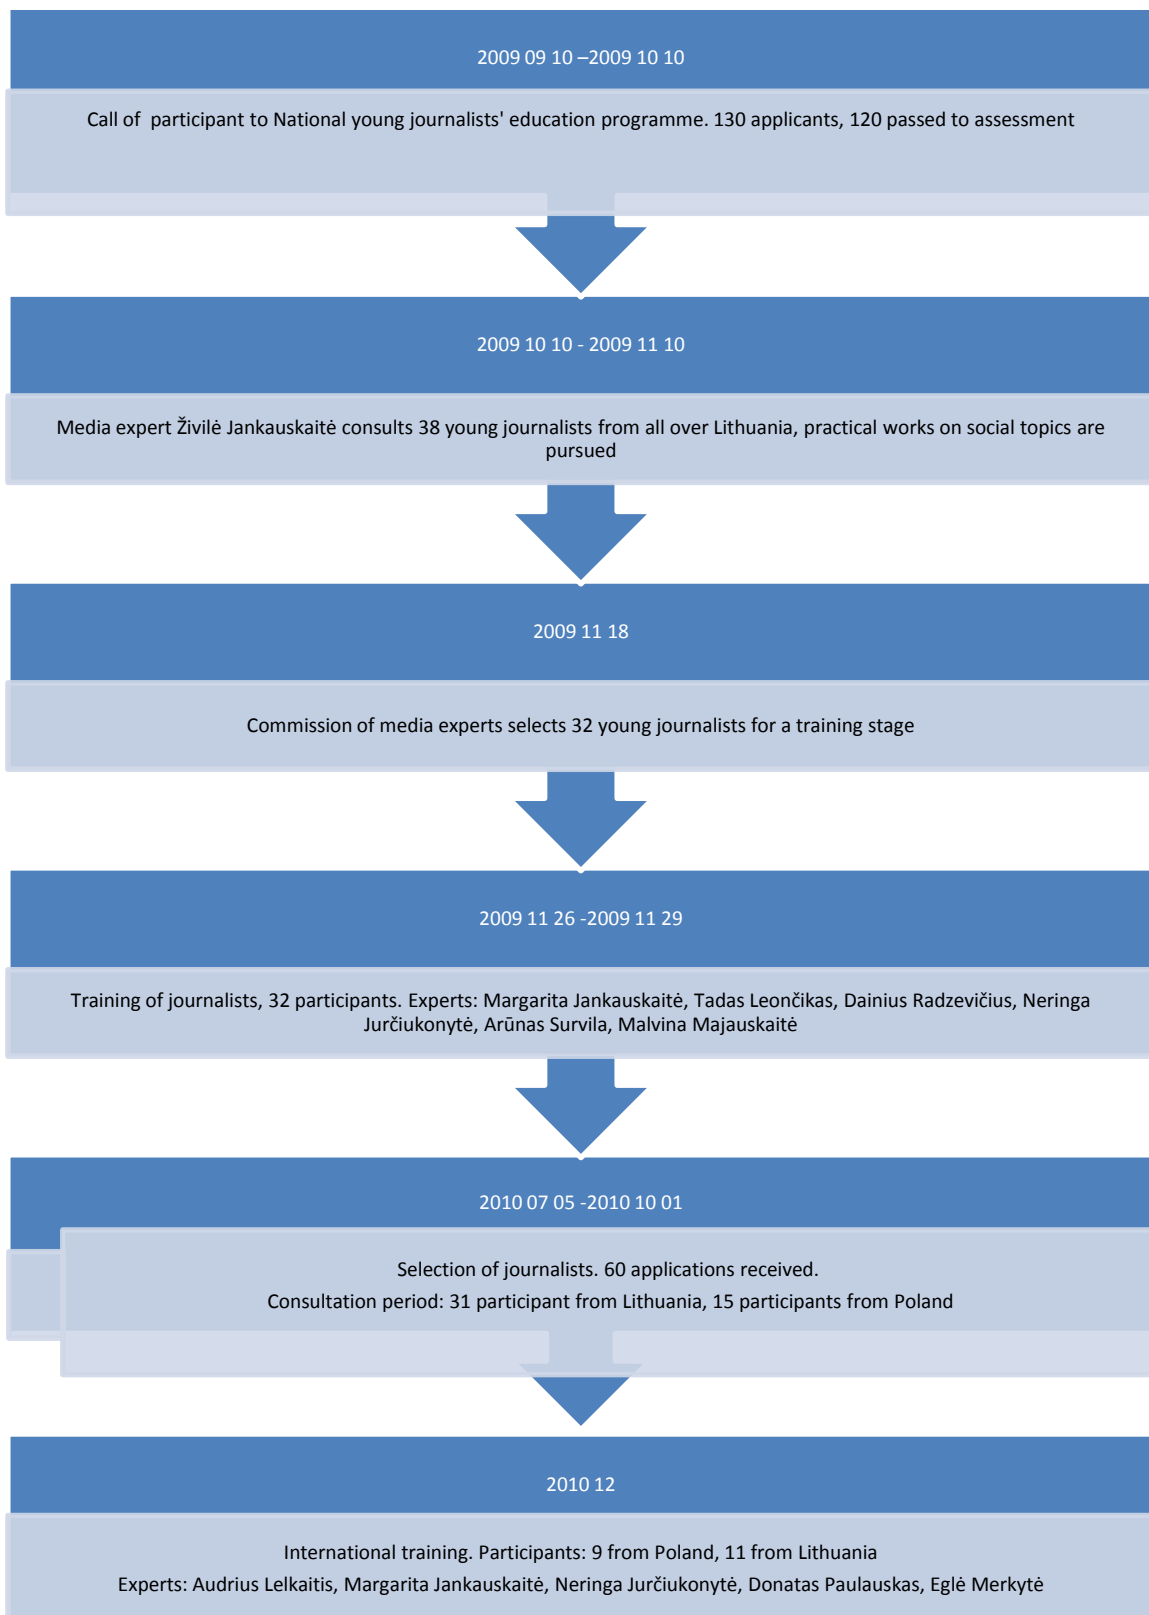 2009 09 10 –2009 10 10
Call of  participant to National young journalists' education programme. 130 applicants, 120 passed to assessment
2009 10 10 - 2009 11 10
Media expert Živilė Jankauskaitė consults 38 young journalists from all over Lithuania, practical works on social topics are
pursued
2009 11 18
Commission of media experts selects 32 young journalists for a training stage
2009 11 26 -2009 11 29
Training of journalists, 32 participants. Experts: Margarita Jankauskaitė, Tadas Leončikas, Dainius Radzevičius, Neringa
Jurčiukonytė, Arūnas Survila, Malvina Majauskaitė
2010 07 05 -2010 10 01
Selection of journalists. 60 applications received.
Consultation period: 31 participant from Lithuania, 15 participants from Poland
2010 12
International training. Participants: 9 from Poland, 11 from Lithuania
Experts: Audrius Lelkaitis, Margarita Jankauskaitė, Neringa Jurčiukonytė, Donatas Paulauskas, Eglė Merkytė